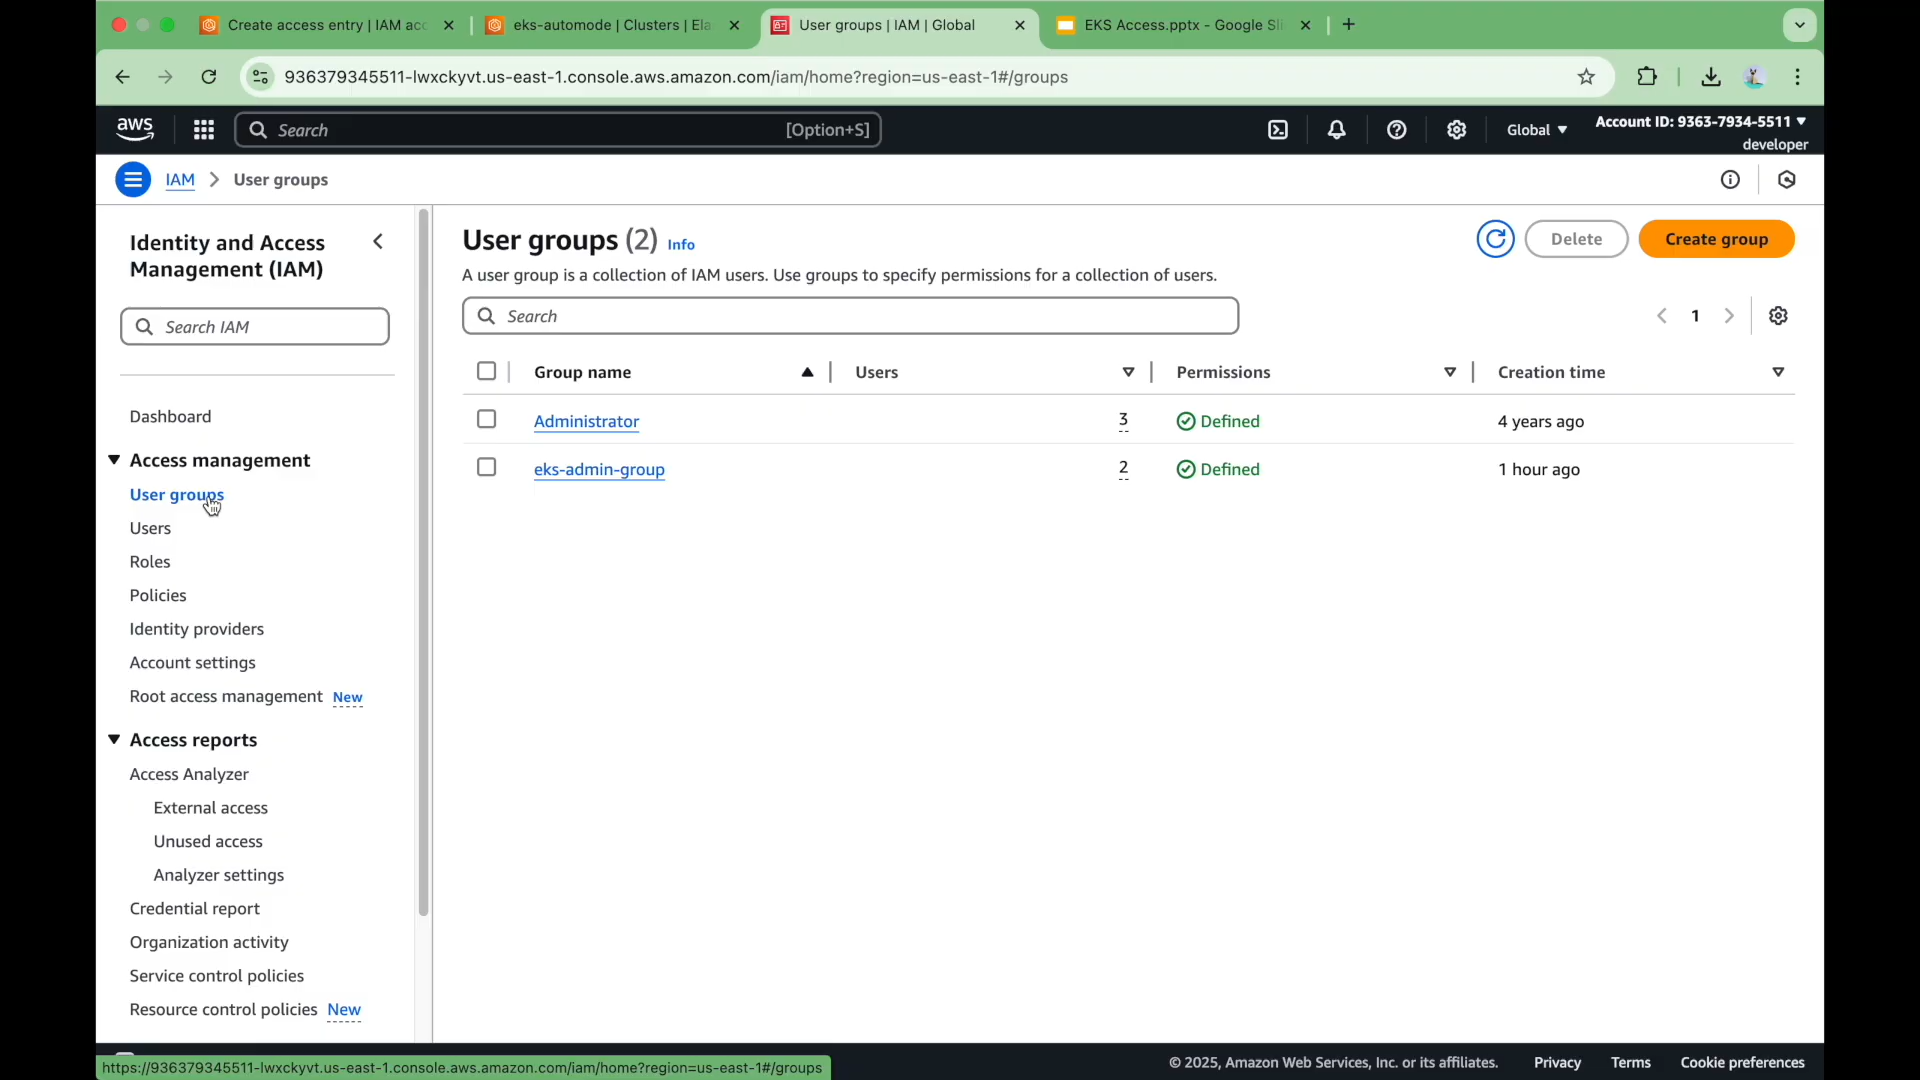 Create access entry | IAM acc
eks-automode | Clusters | Ela
User groups | IAM | Global
EKS Access.pptx - Google Sli
936379345511-lwxckyvt.us-east-1.console.aws.amazon.com/iam/home?region=us-east-1#/groups
aws
Search
[Option+S]
Global
Account ID: 9363-7934-5511
developer
IAM
User groups
Identity and Access
Management (IAM)
Search IAM
Dashboard
Access management
User groups
Users
Roles
Policies
Identity providers
Account settings
Root access management New
Access reports
Access Analyzer
External access
Unused access
Analyzer settings
Credential report
Organization activity
Service control policies
Resource control policies New
User groups (2) Info
Delete
Create group
A user group is a collection of IAM users. Use groups to specify permissions for a collection of users.
Search
1
Group name Users Permissions Creation time
Administrator 3 Defined 4 years ago
eks-admin-group 2 Defined 1 hour ago
https://936379345511-lwxckyvt.us-east-1.console.aws.amazon.com/iam/home?region=us-east-1#/groups
© 2025, Amazon Web Services, Inc. or its affiliates. Privacy Terms Cookie preferences